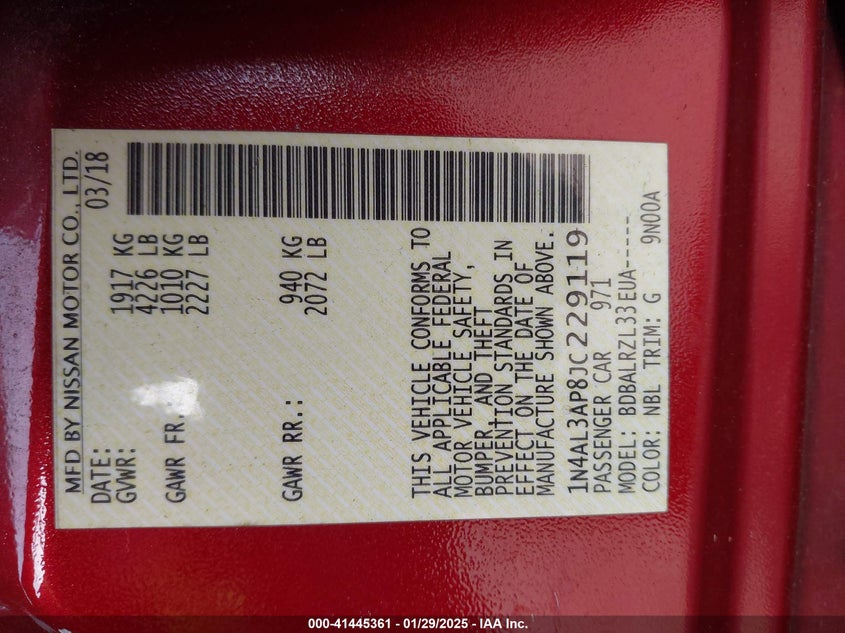 MFD BY NISSAN MOTOR CO., LTD.
DATE: 03/18
GVWR: 1917 KG
4226 LB
GAWR FR.: 1010 KG
2227 LB
GAWR RR.: 940 KG
2072 LB
THIS VEHICLE CONFORMS TO
ALL APPLICABLE FEDERAL
MOTOR VEHICLE SAFETY,
BUMPER, AND THEFT
PREVENTION STANDARDS IN
EFFECT ON THE DATE OF
MANUFACTURE SHOWN ABOVE.
1N4AL3AP8JC229119
PASSENGER CAR 971
MODEL: BDBALRZL33EUA-----
COLOR: NBL TRIM: G 9N00A
000-41445361 - 01/29/2025 - IAA Inc.